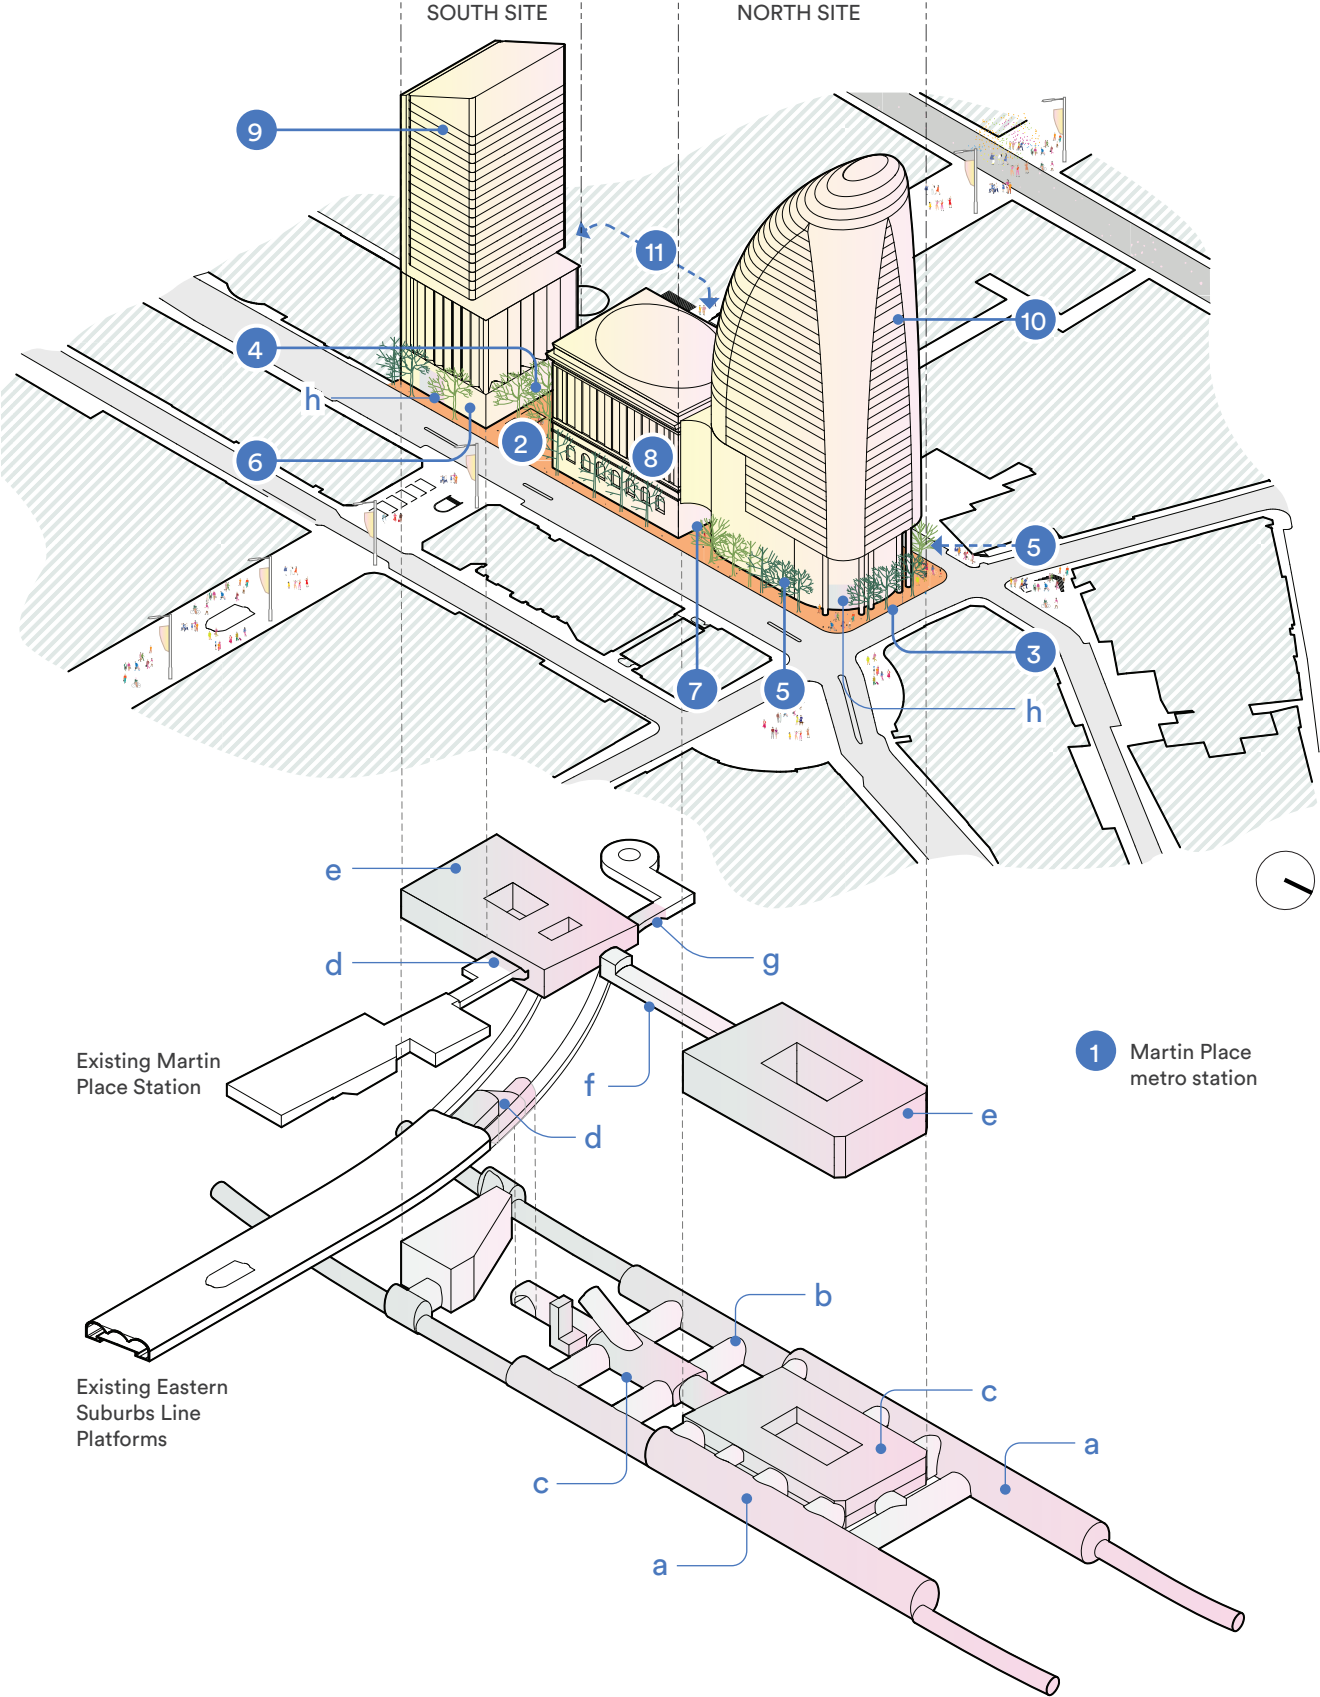 SOUTH SITE
NORTH SITE
9
11
10
4
h
2
8
6
5
3
7
5
h
e
d
g
Existing Martin
Place Station
1
Martin Place
metro station
f
e
d
b
Existing Eastern
Suburbs Line
Platforms
c
a
c
a